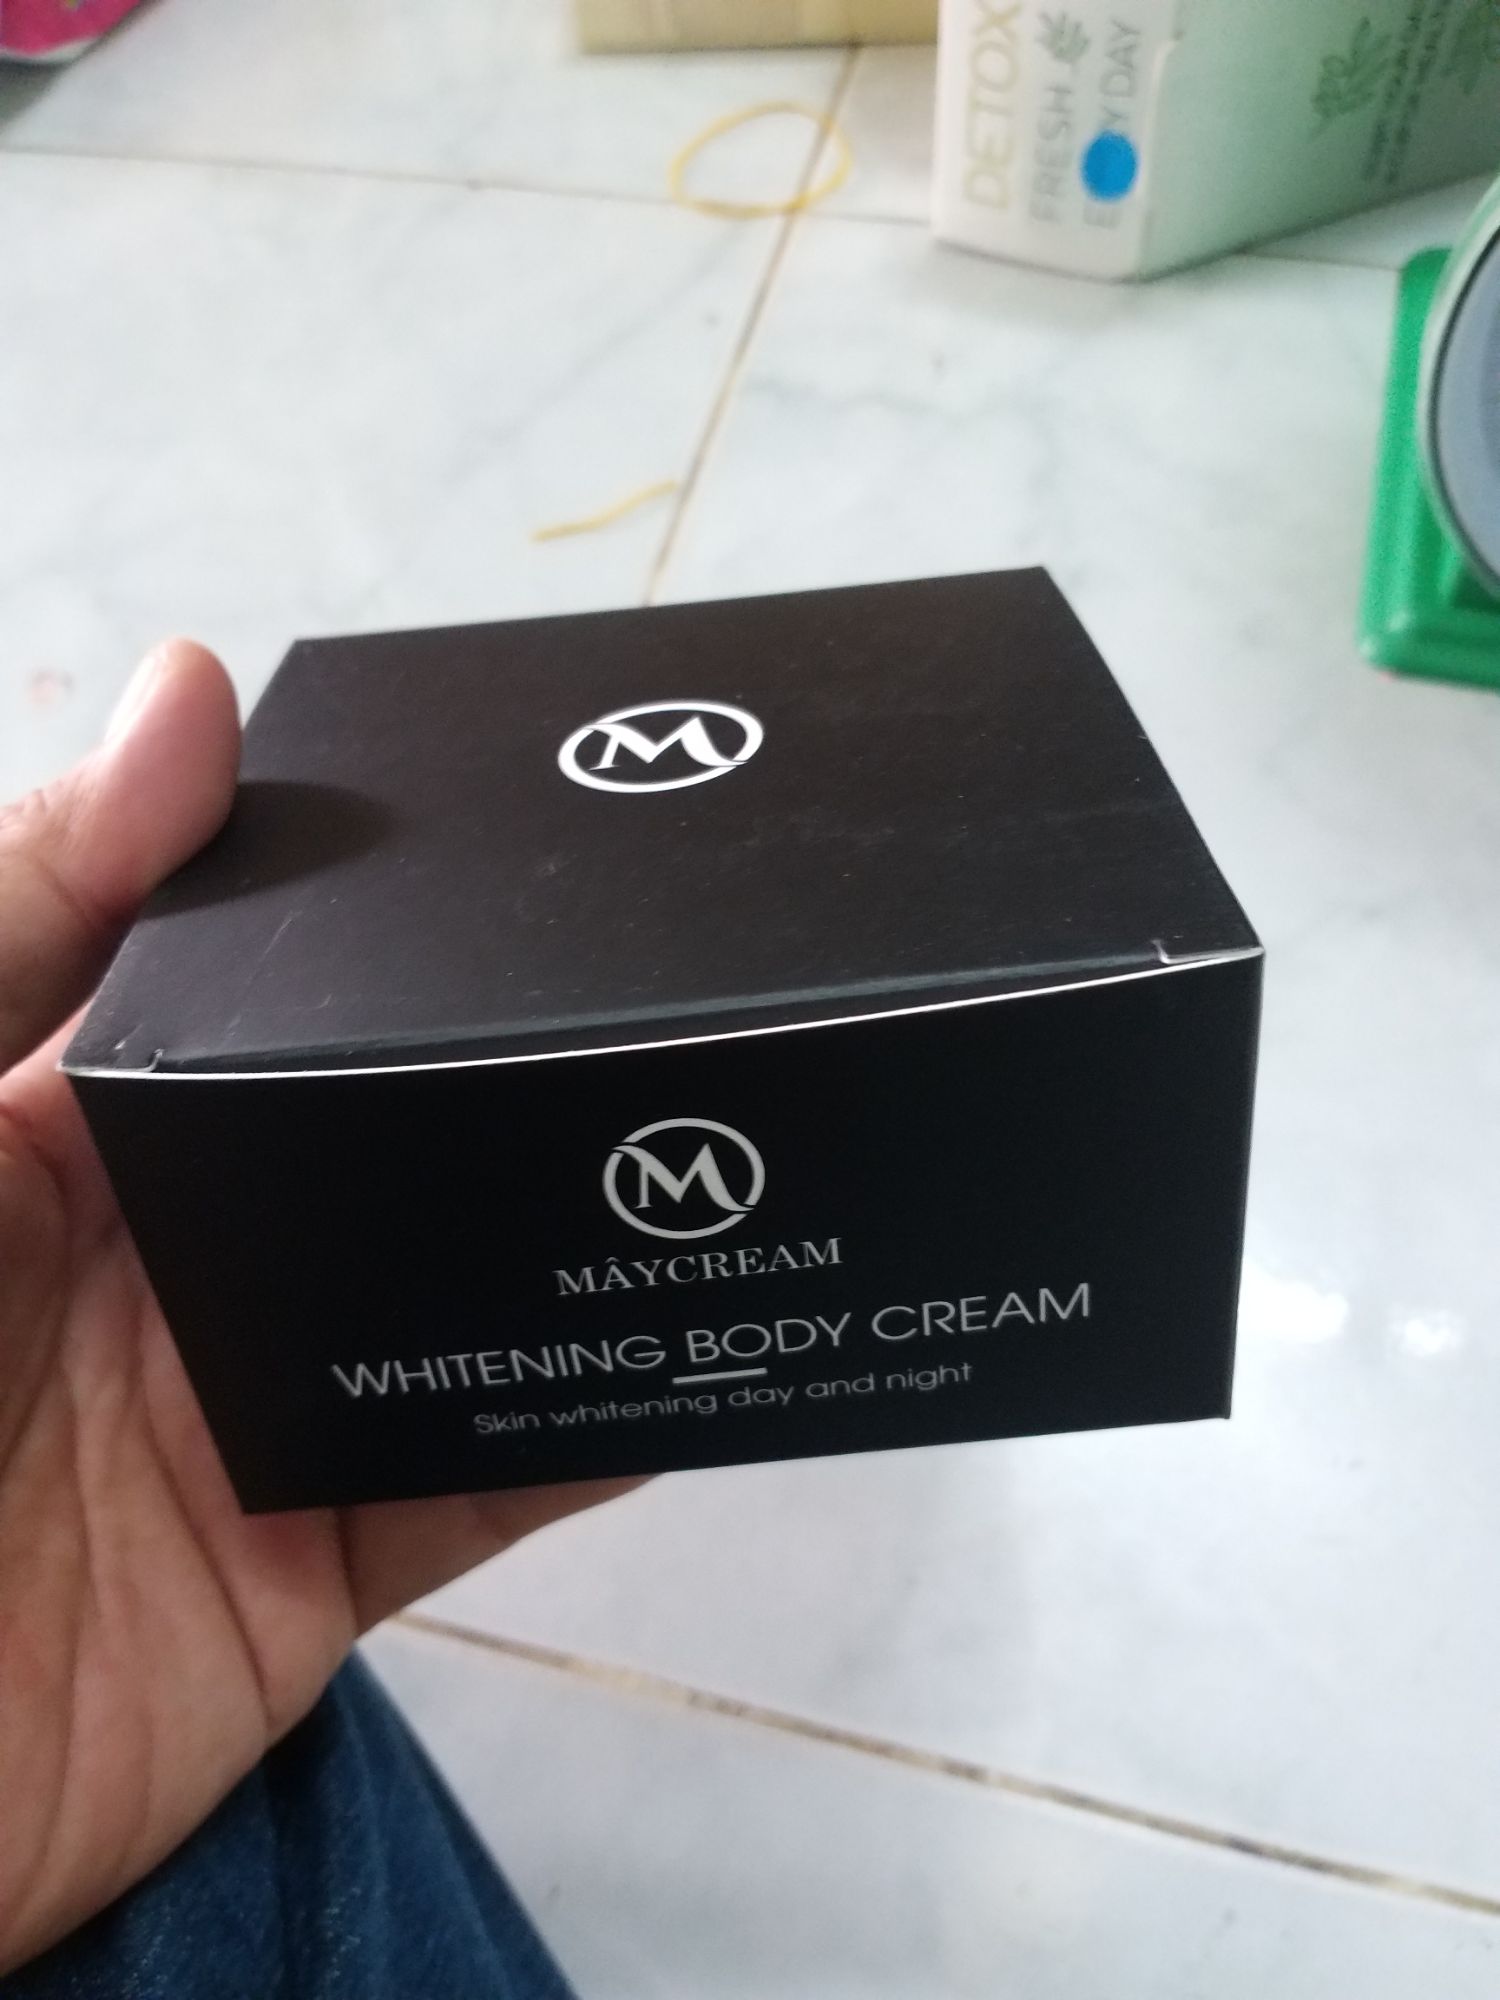 DETOX
FRESH
DAY
M
M
MÂYCREAM
WHITENING BODY CREAM
Skin whitening day and night